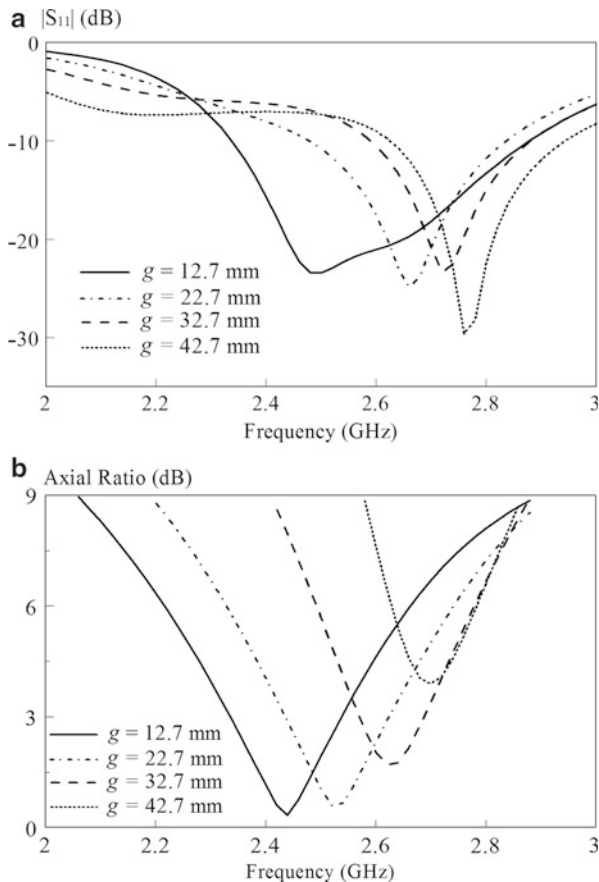 a |S₁₁| (dB)
0
-10
-20
-30
g = 12.7 mm
g = 22.7 mm
g = 32.7 mm
g = 42.7 mm
2 2.2 2.4 2.6 2.8 3
Frequency (GHz)
b Axial Ratio (dB)
9
6
3
0
g = 12.7 mm
g = 22.7 mm
g = 32.7 mm
g = 42.7 mm
2 2.2 2.4 2.6 2.8 3
Frequency (GHz)